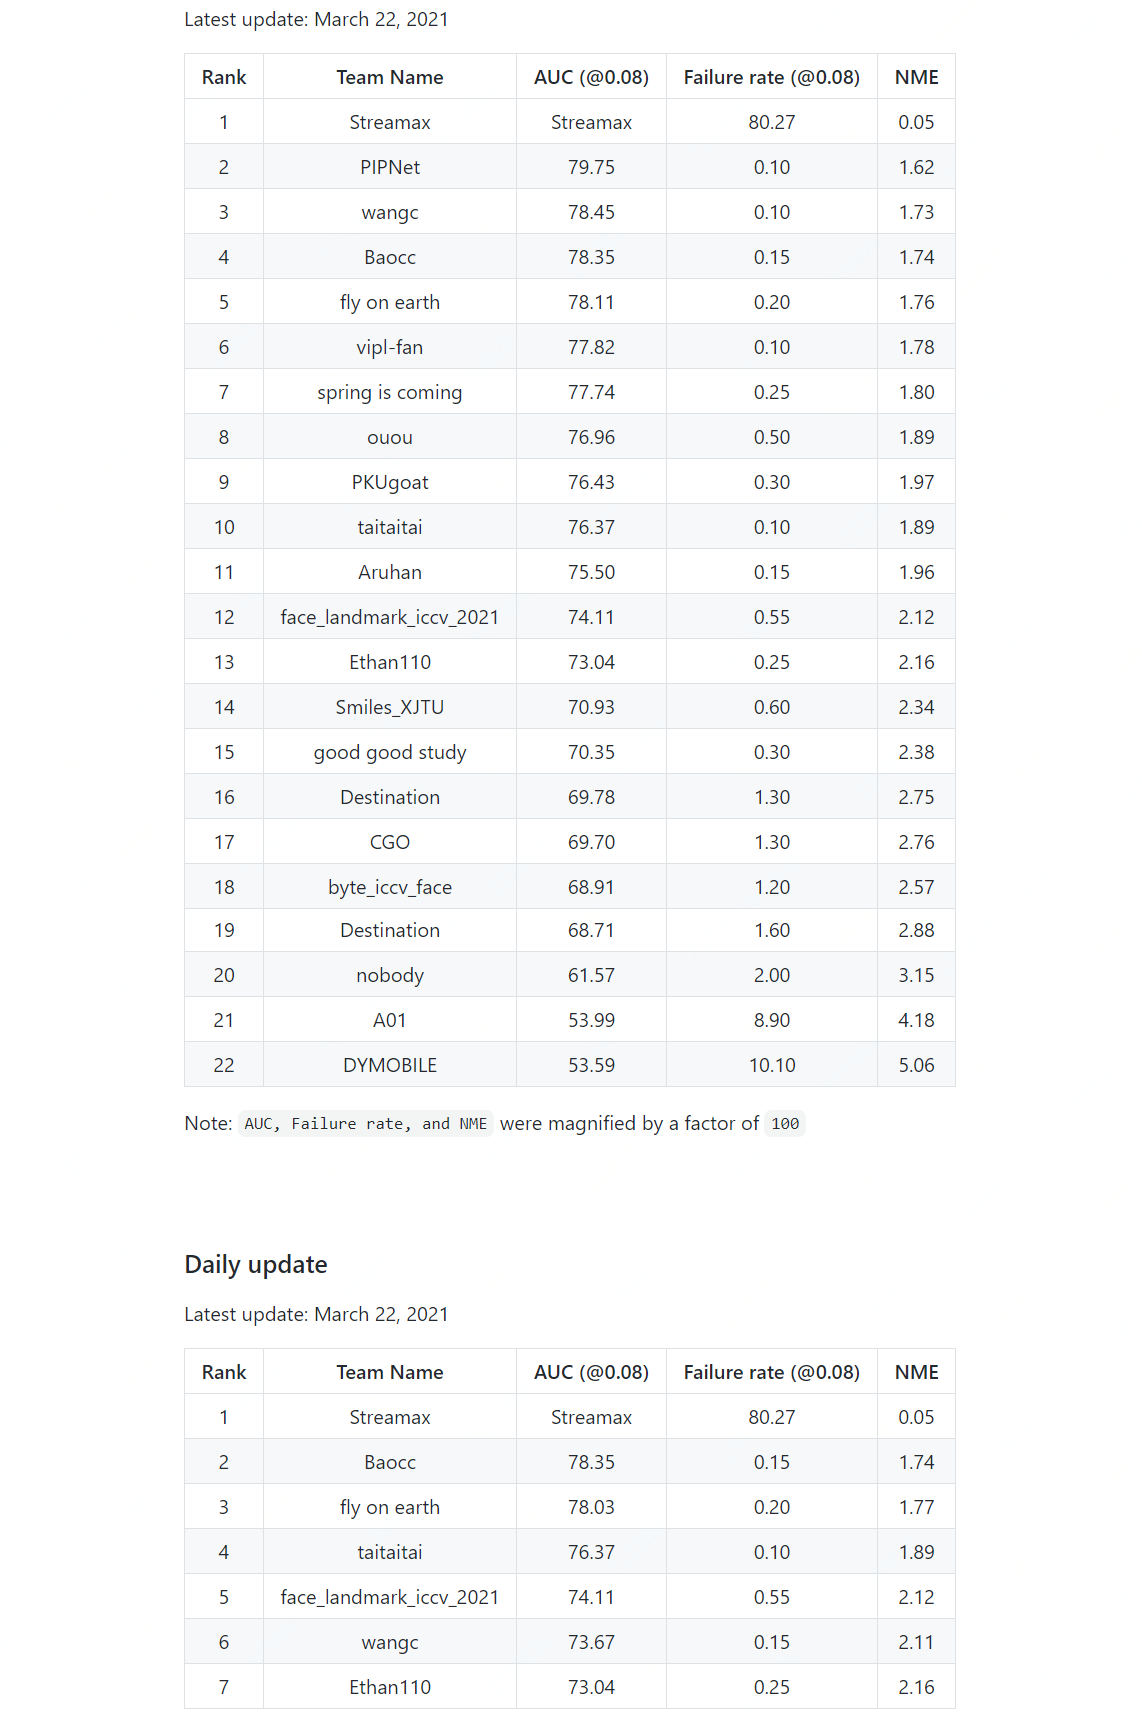 Latest update: March 22, 2021
Rank Team Name AUC (@0.08) Failure rate (@0.08) NME
1 Streamax Streamax 80.27 0.05
2 PIPNet 79.75 0.10 1.62
3 wangc 78.45 0.10 1.73
4 Baocc 78.35 0.15 1.74
5 fly on earth 78.11 0.20 1.76
6 vipl-fan 77.82 0.10 1.78
7 spring is coming 77.74 0.25 1.80
8 ouou 76.96 0.50 1.89
9 PKUgoat 76.43 0.30 1.97
10 taitaitai 76.37 0.10 1.89
11 Aruhan 75.50 0.15 1.96
12 face_landmark_iccv_2021 74.11 0.55 2.12
13 Ethan110 73.04 0.25 2.16
14 Smiles_XJTU 70.93 0.60 2.34
15 good good study 70.35 0.30 2.38
16 Destination 69.78 1.30 2.75
17 CGO 69.70 1.30 2.76
18 byte_iccv_face 68.91 1.20 2.57
19 Destination 68.71 1.60 2.88
20 nobody 61.57 2.00 3.15
21 A01 53.99 8.90 4.18
22 DYMOBILE 53.59 10.10 5.06
Note: AUC, Failure rate, and NME were magnified by a factor of 100
Daily update
Latest update: March 22, 2021
Rank Team Name AUC (@0.08) Failure rate (@0.08) NME
1 Streamax Streamax 80.27 0.05
2 Baocc 78.35 0.15 1.74
3 fly on earth 78.03 0.20 1.77
4 taitaitai 76.37 0.10 1.89
5 face_landmark_iccv_2021 74.11 0.55 2.12
6 wangc 73.67 0.15 2.11
7 Ethan110 73.04 0.25 2.16